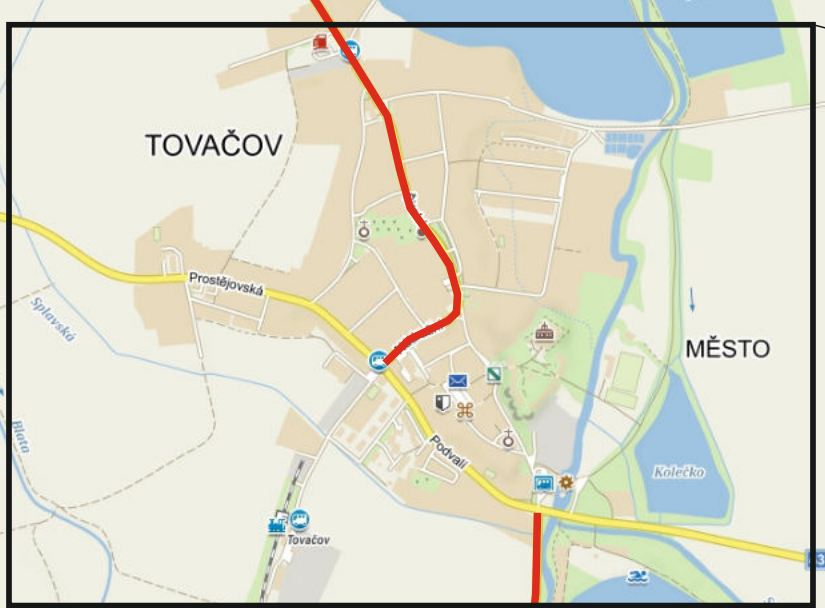 TOVAČOV
Prostějovská
Splavská
MĚSTO
Blata
Podvalí
Kolečko
Tovačov